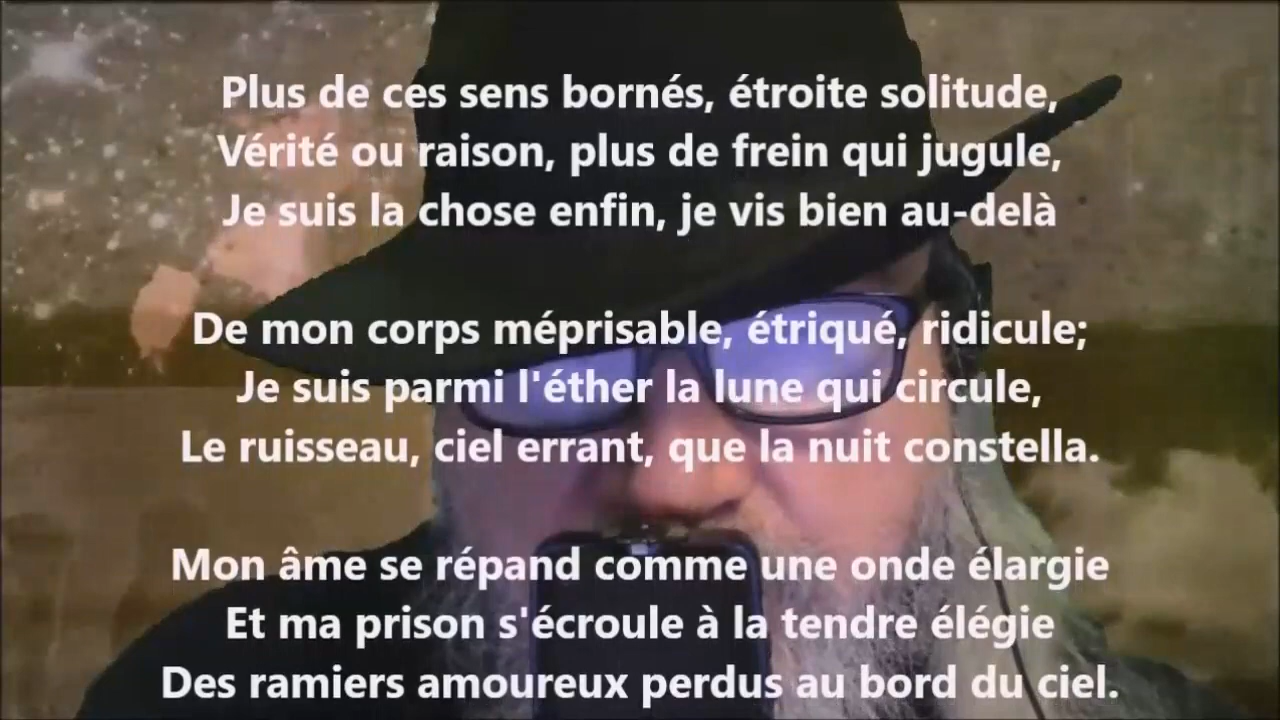 Plus de ces sens bornés, étroite solitude,
Vérité ou raison, plus de frein qui jugule,
Je suis la chose enfin, je vis bien au-delà
De mon corps méprisable, étriqué, ridicule;
Je suis parmi l'éther la lune qui circule,
Le ruisseau, ciel errant, que la nuit constella.
Mon âme se répand comme une onde élargie
Et ma prison s'écroule à la tendre élégie
Des ramiers amoureux perdus au bord du ciel.